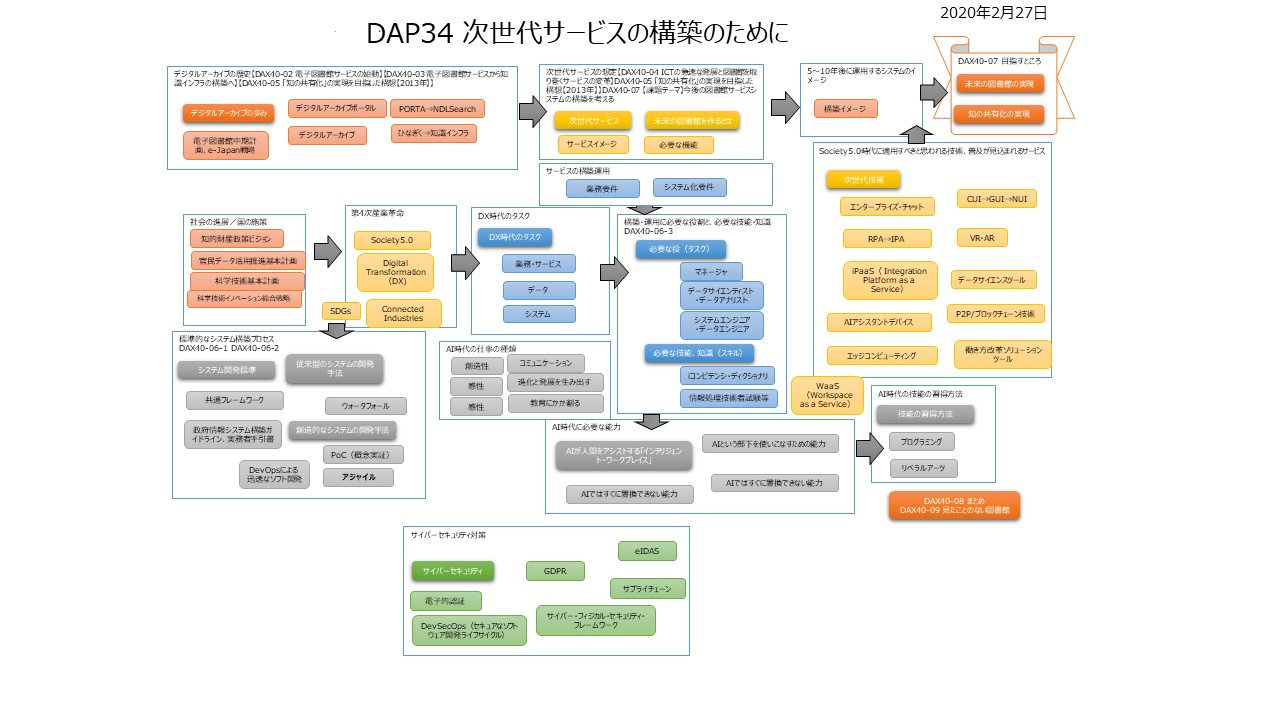 2020年2月27日
DAP34 次世代サービスの構築のために
デジタルアーカイブの歴史【DAX40-02 電子図書館サービスの始動】【DAX40-03 電子図書館サービスから知
識インフラの構築へ】【DAX40-05 「知の共有化」の実現を目指した構想【2013年】】
デジタルアーカイブの歩み
デジタルアーカイブポータル
PORTA→NDLSearch
電子図書館中期計
画、e-Japan戦略
デジタルアーカイブ
ひなぎく→知識インフラ
次世代サービスの想定【DAX40-04 ICTの急速な発展と図書館を取
り巻くサービスの変革】【DAX40-05 「知の共有化」の実現を目指した
構想【2013年】】【DAX40-07 【課題テーマ】今後の図書館サービスシ
ステムの構築を考える
次世代サービス
未来の図書館を作るとは
サービスイメージ
必要な機能
5~10年後に運用するシステムの
イメージ
構築イメージ
DAX40-07 目指すところ
未来の図書館の実現
知の共有化の実現
サービスの構築運用
業務要件
システム化要件
Society5.0時代に適用すべきと思われる技術、普及が見込まれるサービス
次世代技術
エンタープライズ・チャット
CUI→GUI→NUI
RPA→IPA
VR・AR
iPaaS（ Integration
Platform as a
Service）
データサイエンスツール
AIアシスタントデバイス
P2P/ブロックチェーン技術
エッジコンピューティング
働き方改革ソリューション
ツール
WaaS
（Workspace
as a Service）
社会の進展／国の施策
知的財産政策ビジョン
官民データ活用推進基本計画
科学技術基本計画
科学技術イノベーション総合戦略
第4次産業革命
Society5.0
Digital
Transformation
（DX）
SDGs
Connected
Industries
DX時代のタスク
DX時代のタスク
業務・サービス
データ
システム
構築・運用に必要な役割と、必要な技能・知識
DAX40-06-3
必要な役（タスク）
マネージャ
データサイエンティスト
・データアナリスト
システムエンジニア
・データエンジニア
必要な技能、知識（スキル）
iコンピテンシ・ディクショナリ
情報処理技術者試験等
標準的なシステム構築プロセス
DAX40-06-1 DAX40-06-2
システム開発標準
従来型のシステムの開発
手法
共通フレームワーク
ウォータフォール
政府情報システム構築ガ
イドライン、実務者手引書
創造的なシステムの開発手法
PoC（概念実証）
DevOpsによる
迅速なソフト開発
アジャイル
AI時代の仕事の種類
創造性
コミュニケーション
感性
進化と発展を生み出す
感性
教育にかか割る
AI時代に必要な能力
AIが人間をアシストする「インテリジェ
ント・ワークプレイス」
AIという部下を使いこなすための能力
AIではすぐに置換できない能力
AIではすぐに置換できない能力
AI時代の技能の習得方法
技能の習得方法
プログラミング
リベラルアーツ
DAX40-08 まとめ
DAX40-09 見たことのない図書館
サイバーセキュリティ対策
eIDAS
サイバーセキュリティ
GDPR
サプライチェーン
電子的認証
サイバー・フィジカル・セキュリティ・
フレームワーク
DevSecOps（セキュアなソフト
ウェア開発ライフサイクル）